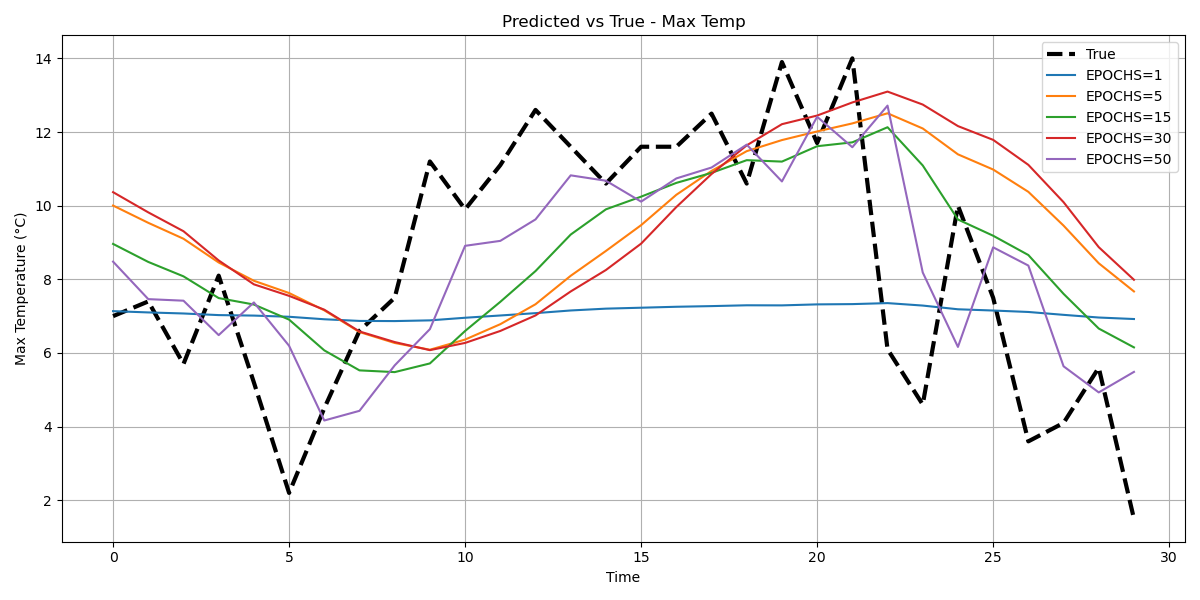 Predicted vs True - Max Temp
Max Temperature (°C)
14
12
10
8
6
4
2
0 5 10 15 20 25 30
Time
True
EPOCHS=1
EPOCHS=5
EPOCHS=15
EPOCHS=30
EPOCHS=50